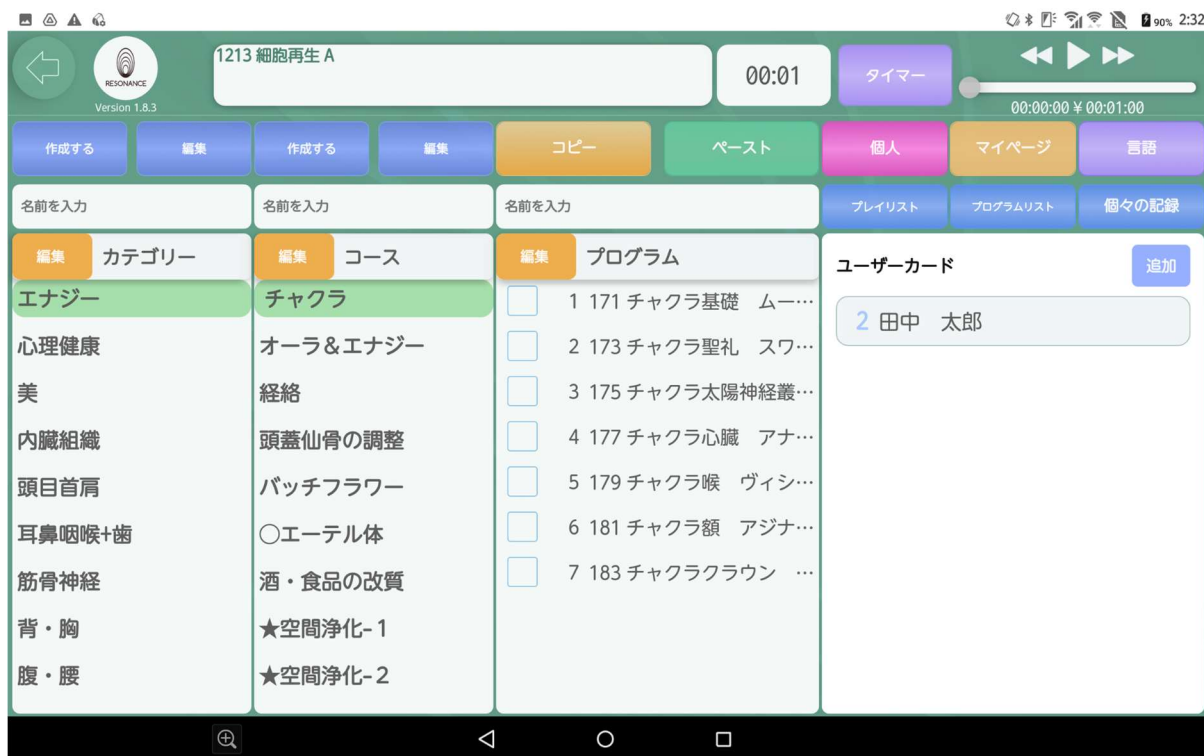 90% 2:32
RESONANCE
Version 1.8.3
1213 細胞再生 A
00:01
タイマー
00:00:00 ¥ 00:01:00
作成する 編集 作成する 編集 コピー ペースト 個人 マイページ 言語
名前を入力 名前を入力 名前を入力 プレイリスト プログラムリスト 個々の記録
編集 カテゴリー
エナジー
心理健康
美
内臓組織
頭目首肩
耳鼻咽喉+歯
筋骨神経
背・胸
腹・腰
編集 コース
チャクラ
オーラ&エナジー
経絡
頭蓋仙骨の調整
バッチフラワー
○エーテル体
酒・食品の改質
★空間浄化-1
★空間浄化-2
編集 プログラム
1 171 チャクラ基礎　ムー…
2 173 チャクラ聖礼　スワ…
3 175 チャクラ太陽神経叢…
4 177 チャクラ心臓　アナ…
5 179 チャクラ喉　ヴィシ…
6 181 チャクラ額　アジナ…
7 183 チャクラクラウン　…
ユーザーカード 追加
2 田中　太郎